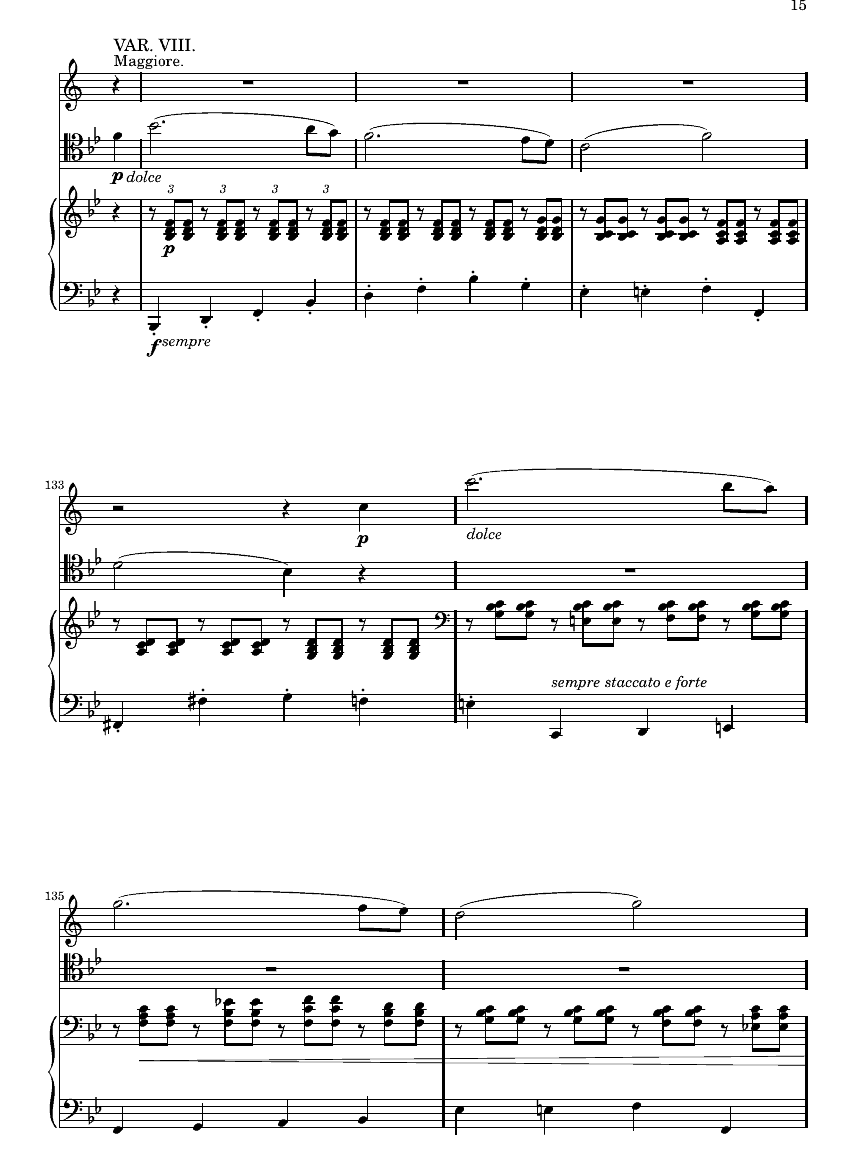 15
VAR. VIII.
Maggiore.
p dolce
3 3 3 3
p
f sempre
133
p
dolce
sempre staccato e forte
135